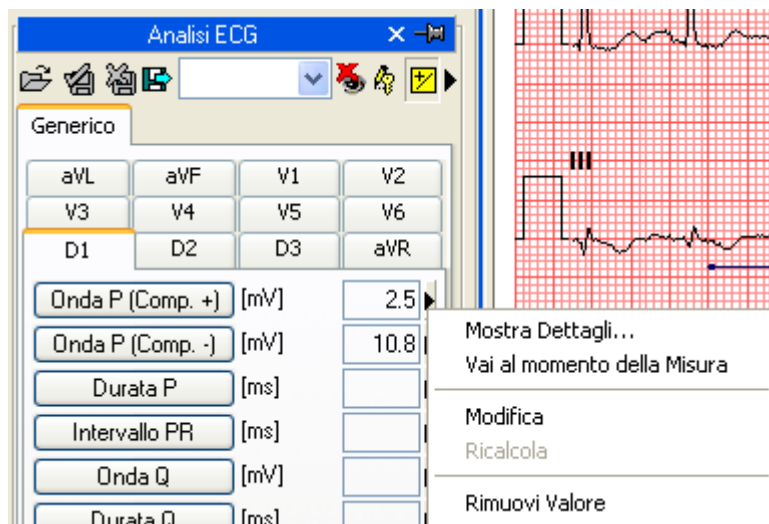 Analisi ECG
Generico
aVL aVF V1 V2
V3 V4 V5 V6
D1 D2 D3 aVR
Onda P (Comp. +) [mV] 2.5
Onda P (Comp. -) [mV] 10.8
Durata P [ms]
Intervallo PR [ms]
Onda Q [mV]
Durata Q [ms]
III
Mostra Dettagli...
Vai al momento della Misura
Modifica
Ricalcola
Rimuovi Valore